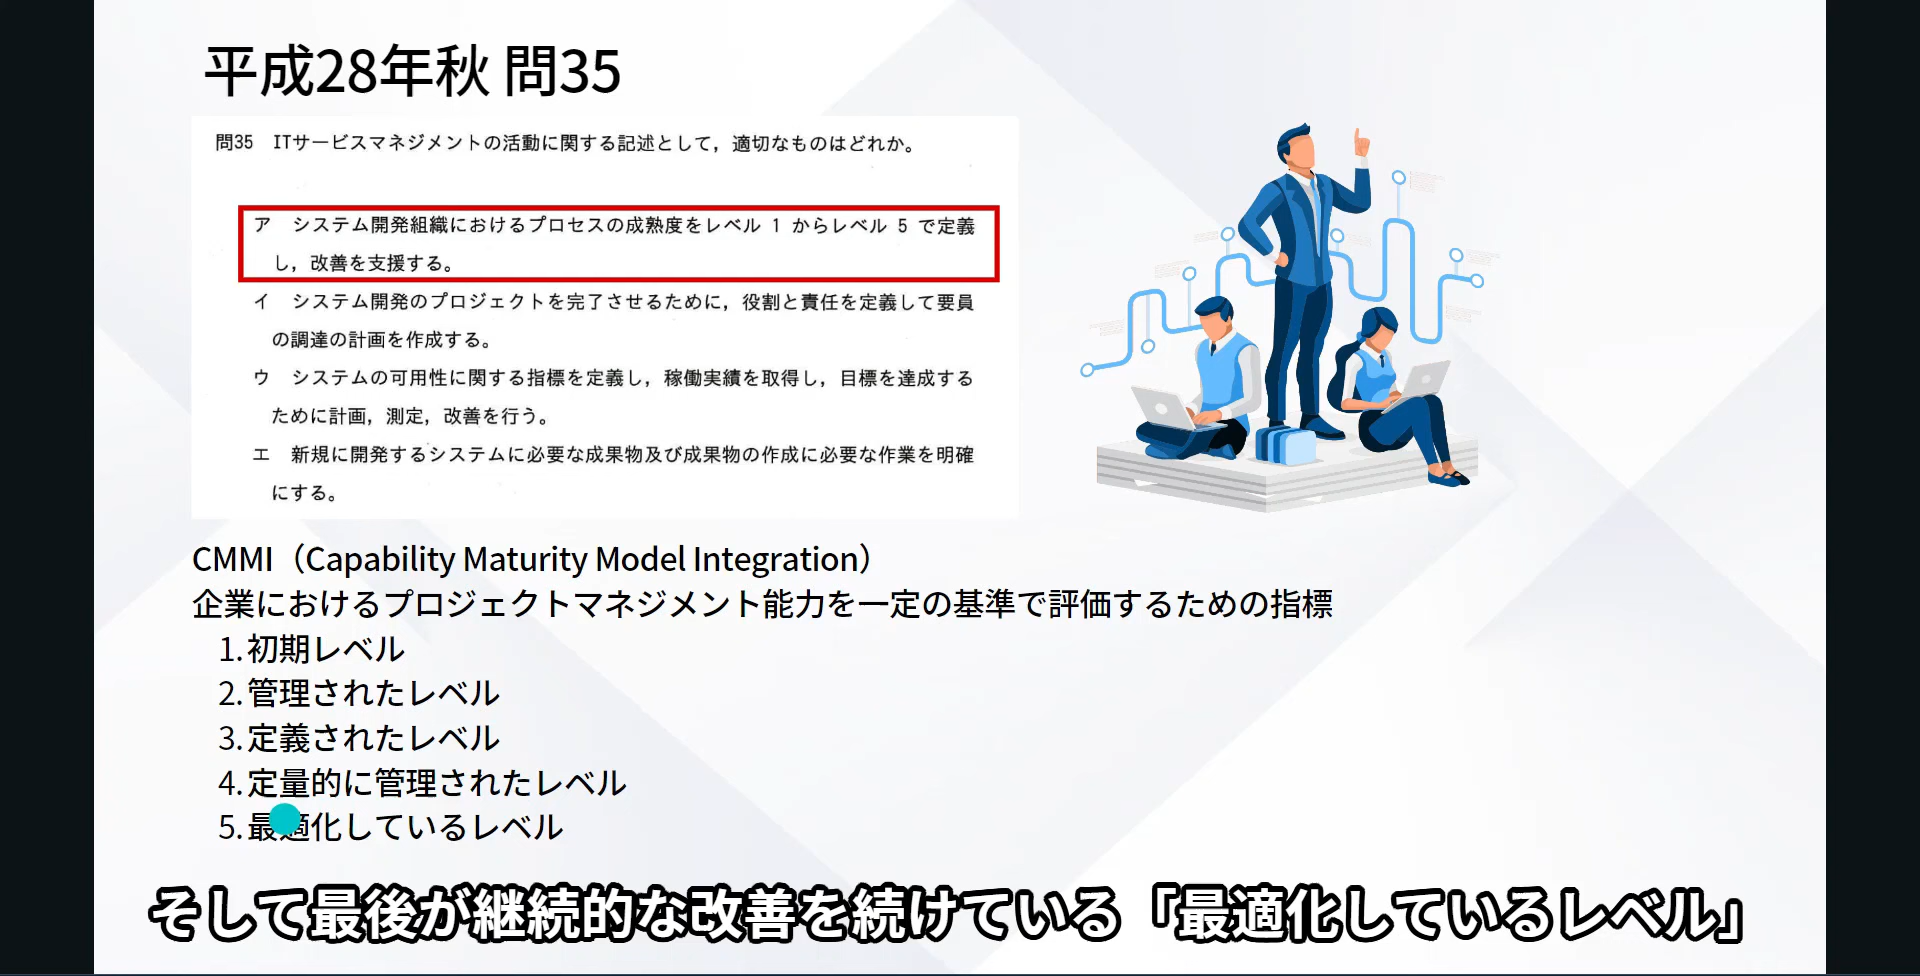 平成28年秋 問35
問35 ITサービスマネジメントの活動に関する記述として，適切なものはどれか。
ア システム開発組織におけるプロセスの成熟度をレベル 1 からレベル 5 で定義
し，改善を支援する。
イ システム開発のプロジェクトを完了させるために，役割と責任を定義して要員
の調達の計画を作成する。
ウ システムの可用性に関する指標を定義し，稼働実績を取得し，目標を達成する
ために計画，測定，改善を行う。
エ 新規に開発するシステムに必要な成果物及び成果物の作成に必要な作業を明確
にする。
CMMI（Capability Maturity Model Integration）
企業におけるプロジェクトマネジメント能力を一定の基準で評価するための指標
1.初期レベル
2.管理されたレベル
3.定義されたレベル
4.定量的に管理されたレベル
5.最適化しているレベル
そして最後が継続的な改善を続けている「最適化しているレベル」